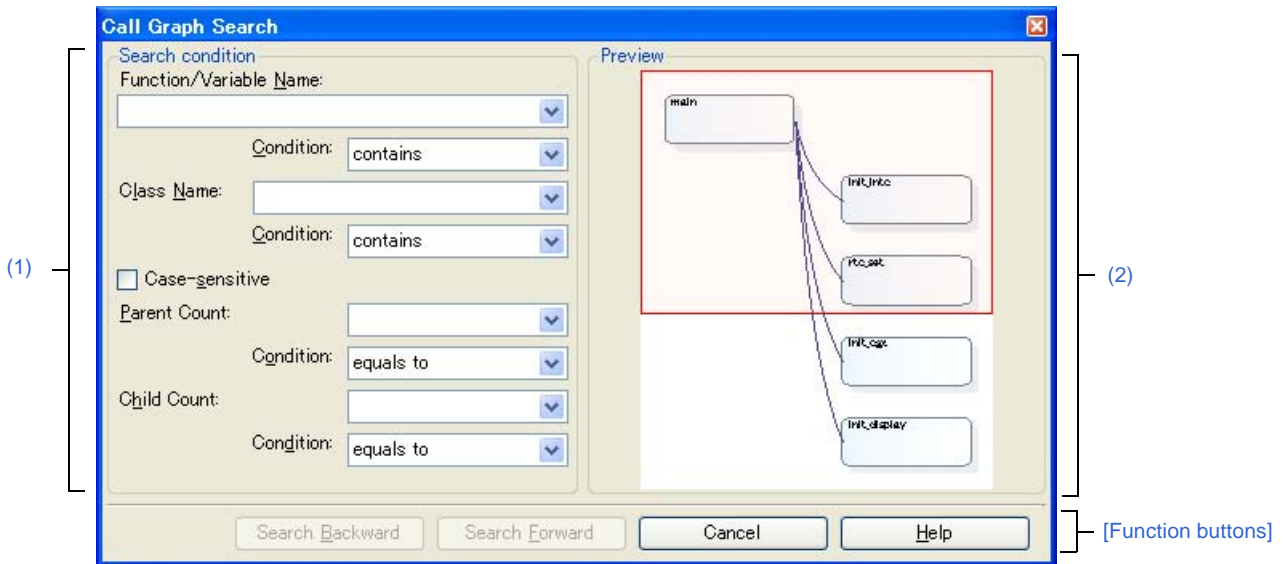 Call Graph Search
Search condition
Function/Variable Name:
Condition: contains
Class Name:
Condition: contains
Case-sensitive
Parent Count:
Condition: equals to
Child Count:
Condition: equals to
Preview
main
init_intc
rtc_set
init_display
(1)
(2)
Search Backward
Search Forward
Cancel
Help
[Function buttons]